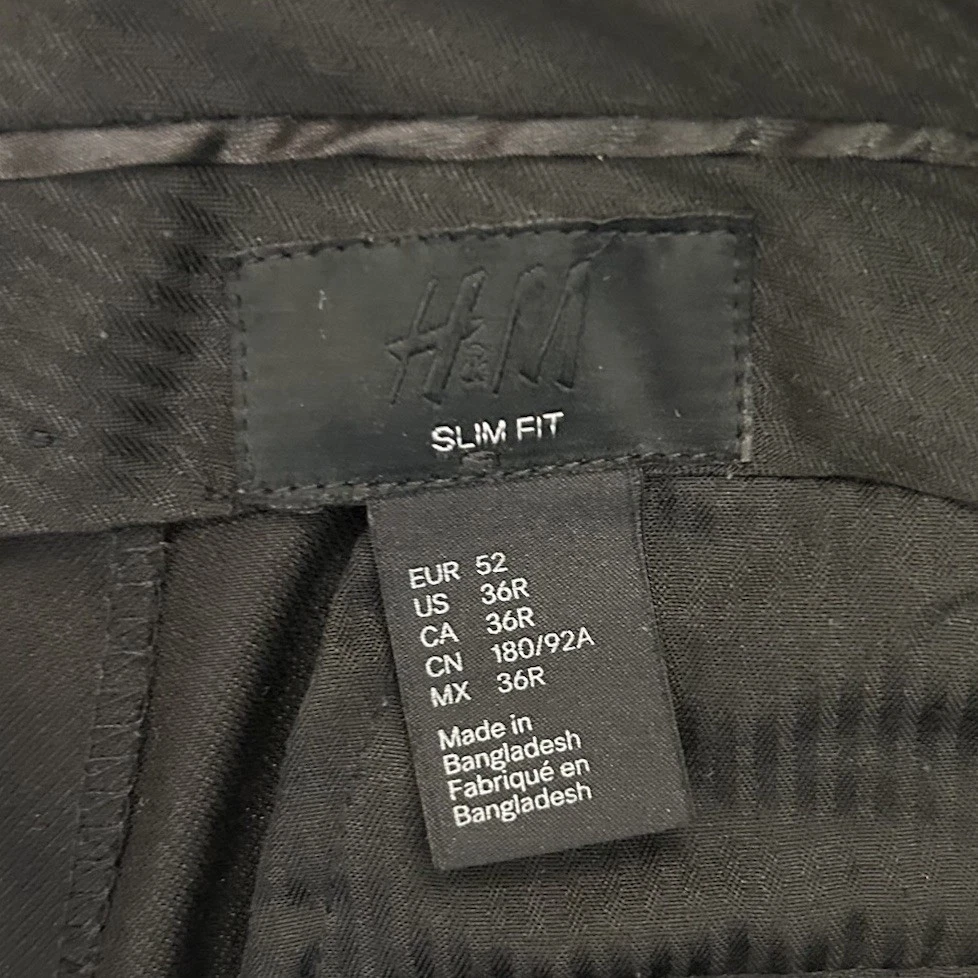 H&M
SLIM FIT
EUR 52
US 36R
CA 36R
CN 180/92A
MX 36R
Made in
Bangladesh
Fabriqué en
Bangladesh